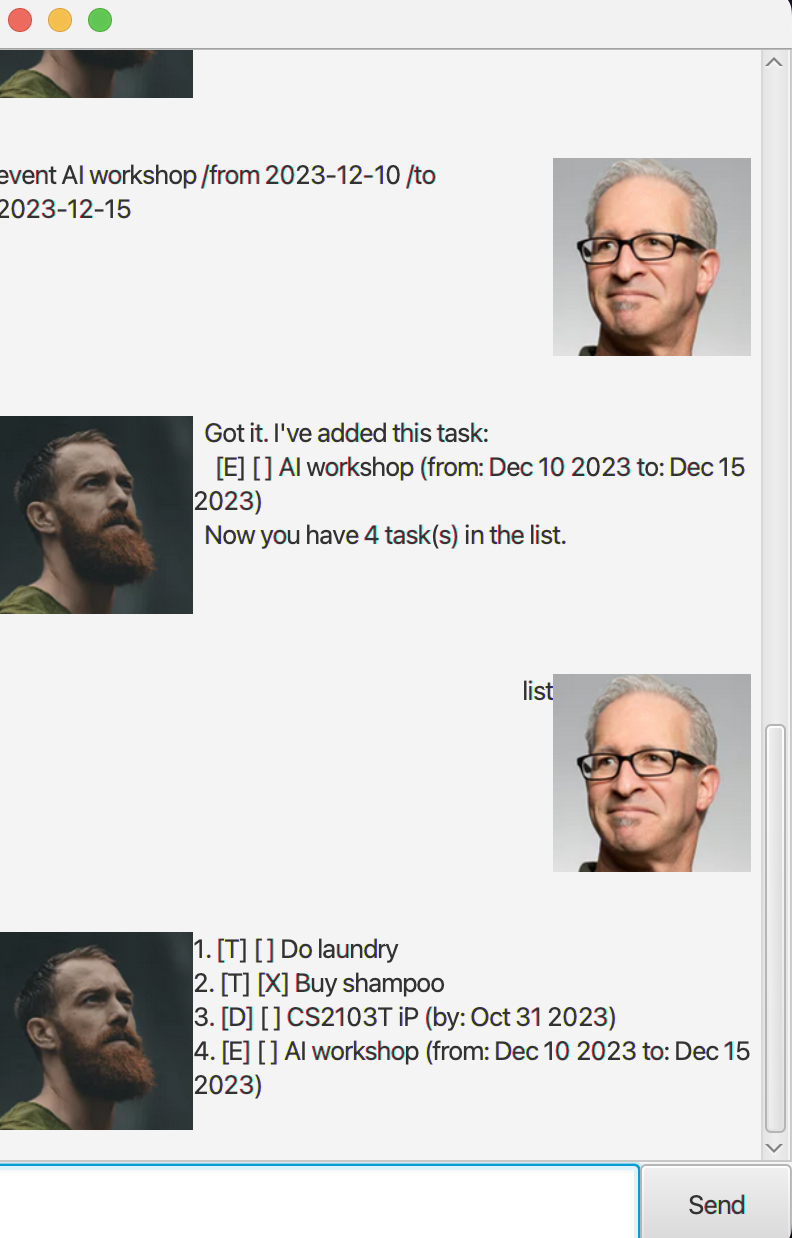 event AI workshop /from 2023-12-10 /to
2023-12-15
Got it. I've added this task:
[E] [ ] AI workshop (from: Dec 10 2023 to: Dec 15
2023)
Now you have 4 task(s) in the list.
list
1. [T] [ ] Do laundry
2. [T] [X] Buy shampoo
3. [D] [ ] CS2103T iP (by: Oct 31 2023)
4. [E] [ ] AI workshop (from: Dec 10 2023 to: Dec 15
2023)
Send